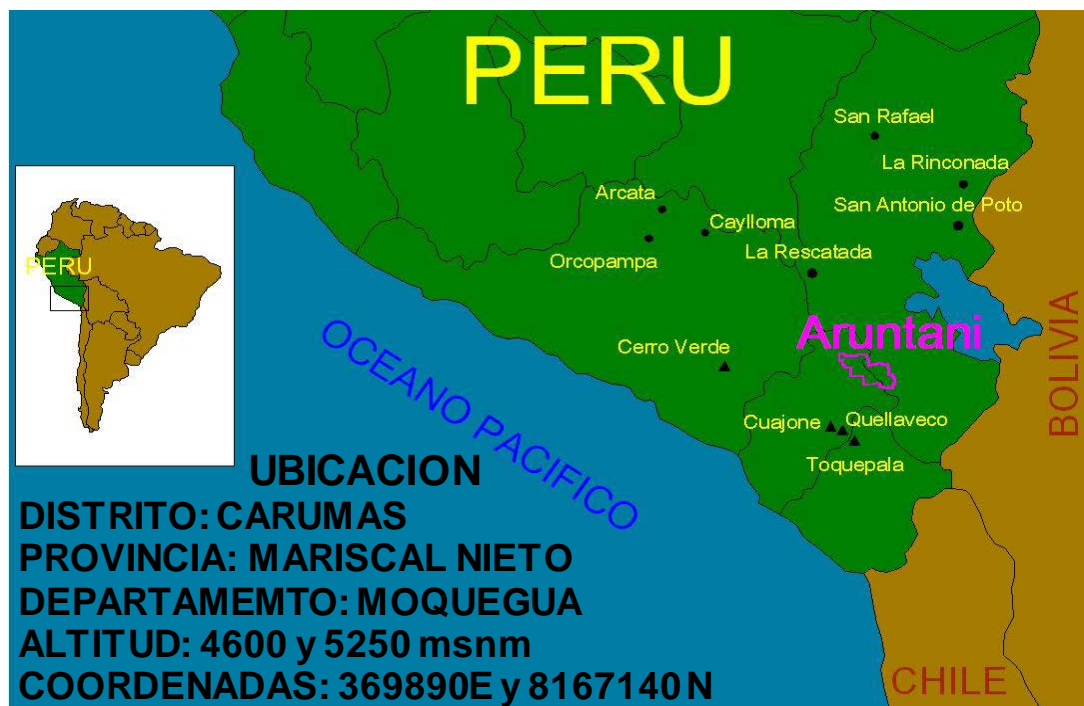 PERU
San Rafael
La Rinconada
Arcata
San Antonio de Poto
Caylloma
La Rescatada
Orcopampa
PERU
Aruntani
Cerro Verde
BOLIVIA
OCEANO PACIFICO
Cuajone
Quellaveco
Toquepala
UBICACION
DISTRITO: CARUMAS
PROVINCIA: MARISCAL NIETO
DEPARTAMEMTO: MOQUEGUA
ALTITUD: 4600 y 5250 msnm
COORDENADAS: 369890E y 8167140 N
CHILE